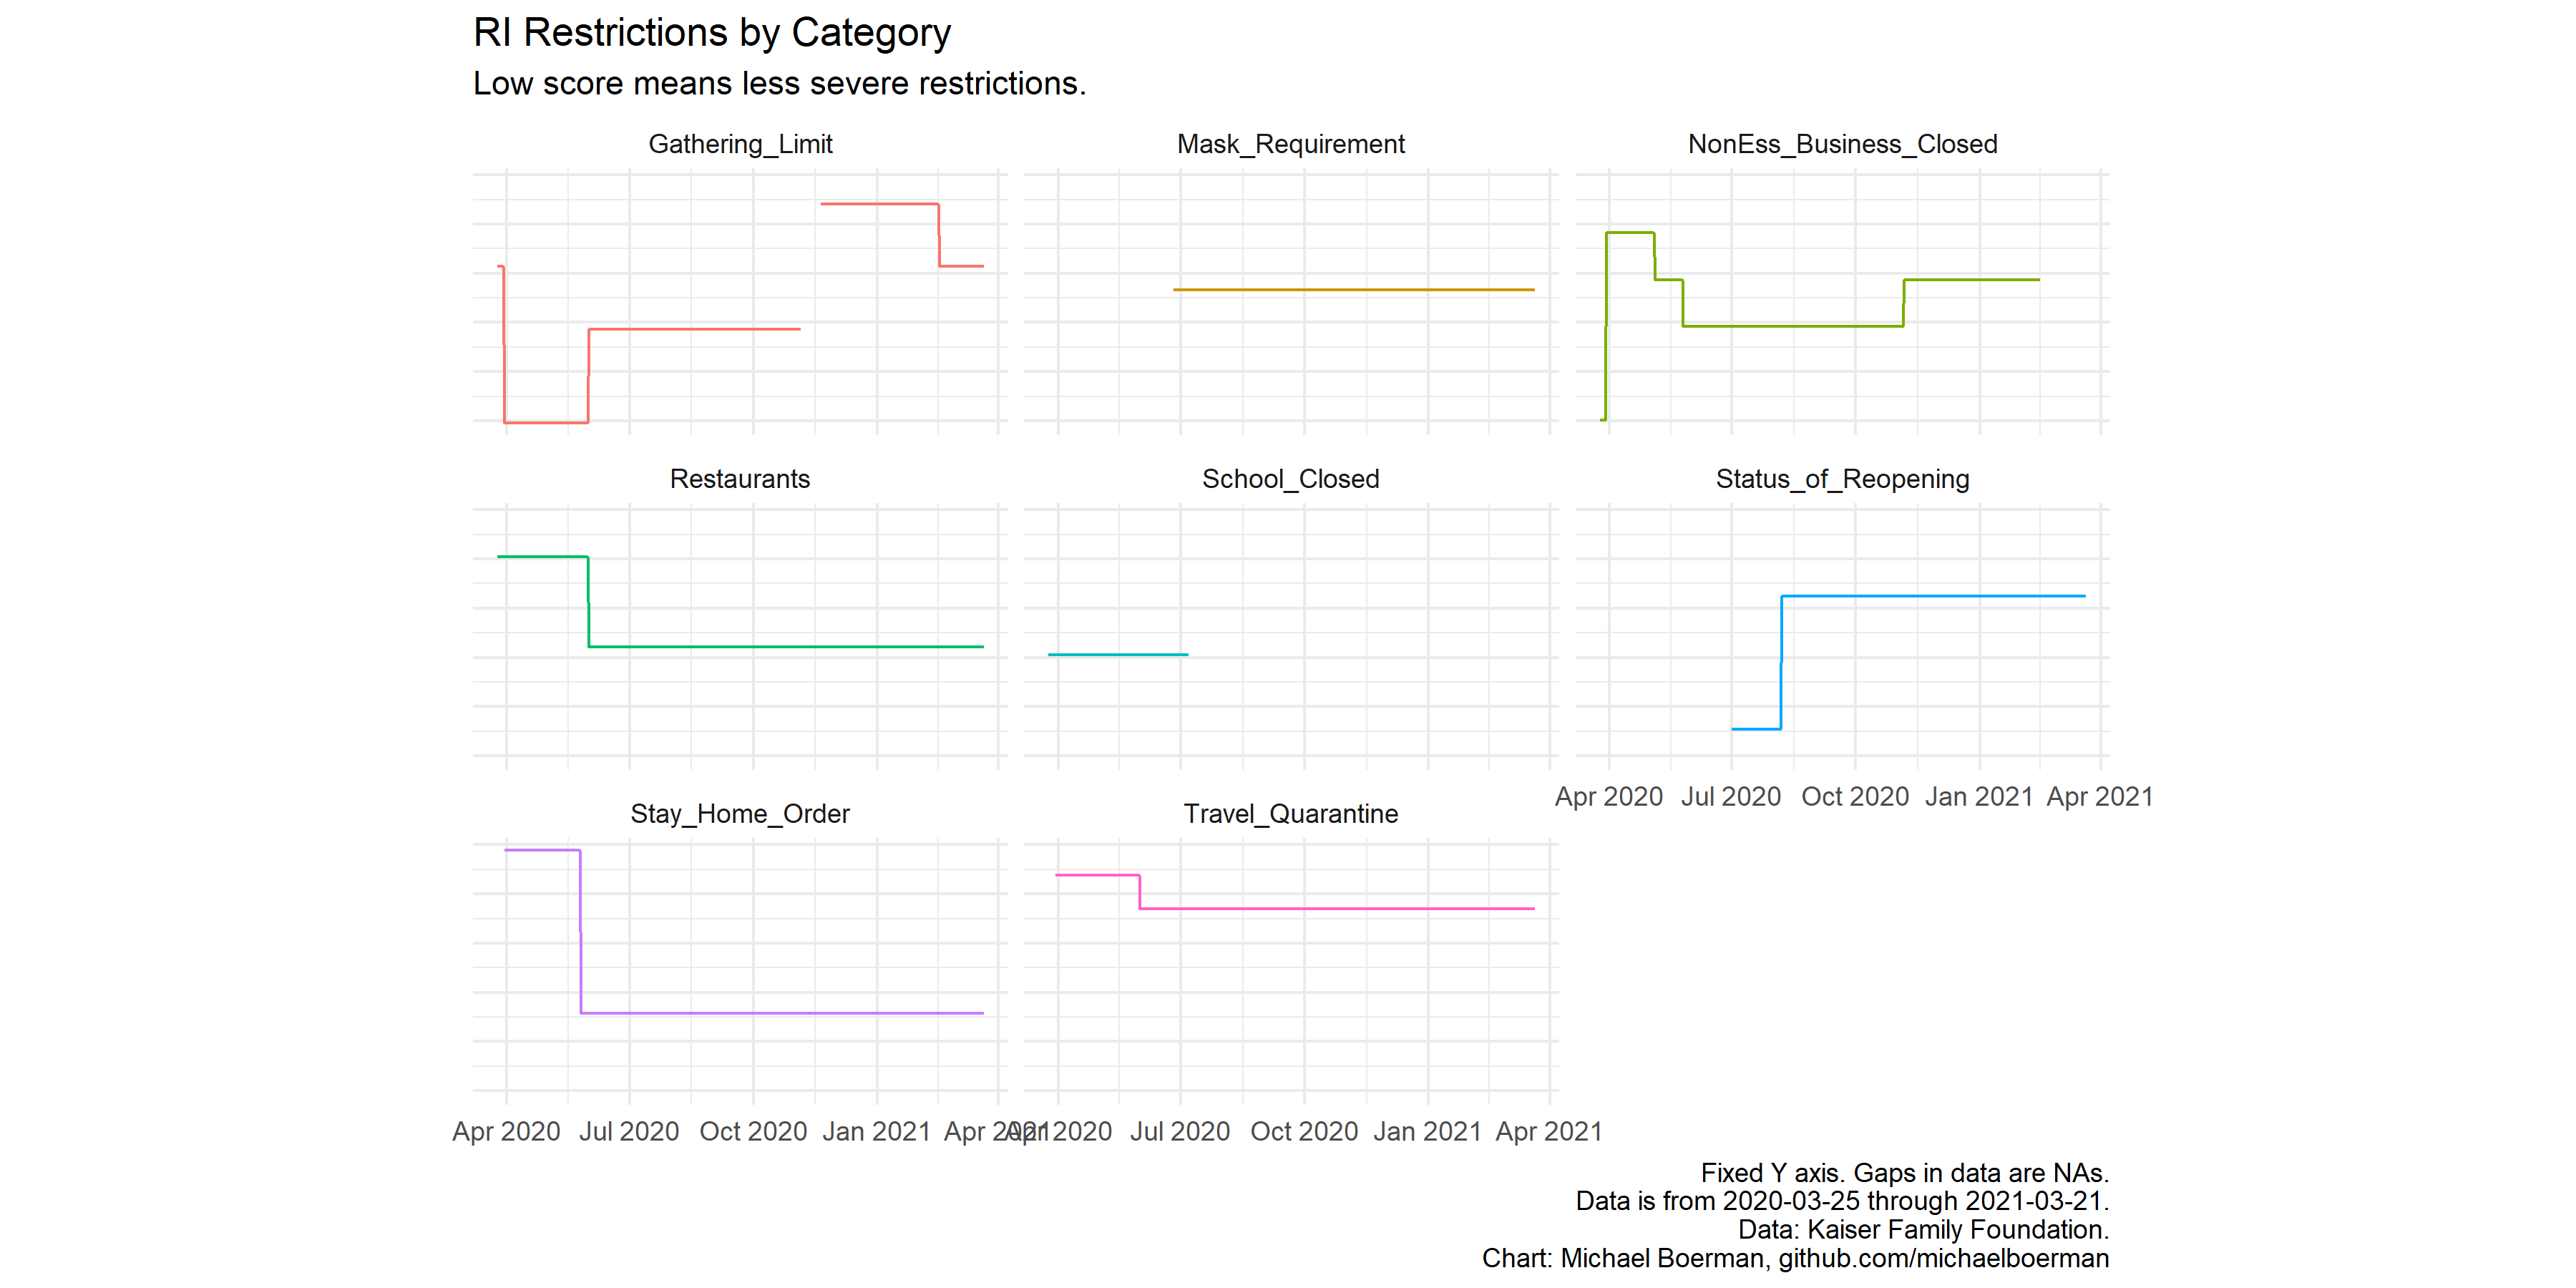 RI Restrictions by Category
Low score means less severe restrictions.
Gathering_Limit
Mask_Requirement
NonEss_Business_Closed
Restaurants
School_Closed
Status_of_Reopening
Apr 2020 Jul 2020 Oct 2020 Jan 2021 Apr 2021
Stay_Home_Order
Travel_Quarantine
Apr 2020 Jul 2020 Oct 2020 Jan 2021 Apr 2021
Apr 2020 Jul 2020 Oct 2020 Jan 2021 Apr 2021
Fixed Y axis. Gaps in data are NAs.
Data is from 2020-03-25 through 2021-03-21.
Data: Kaiser Family Foundation.
Chart: Michael Boerman, github.com/michaelboerman